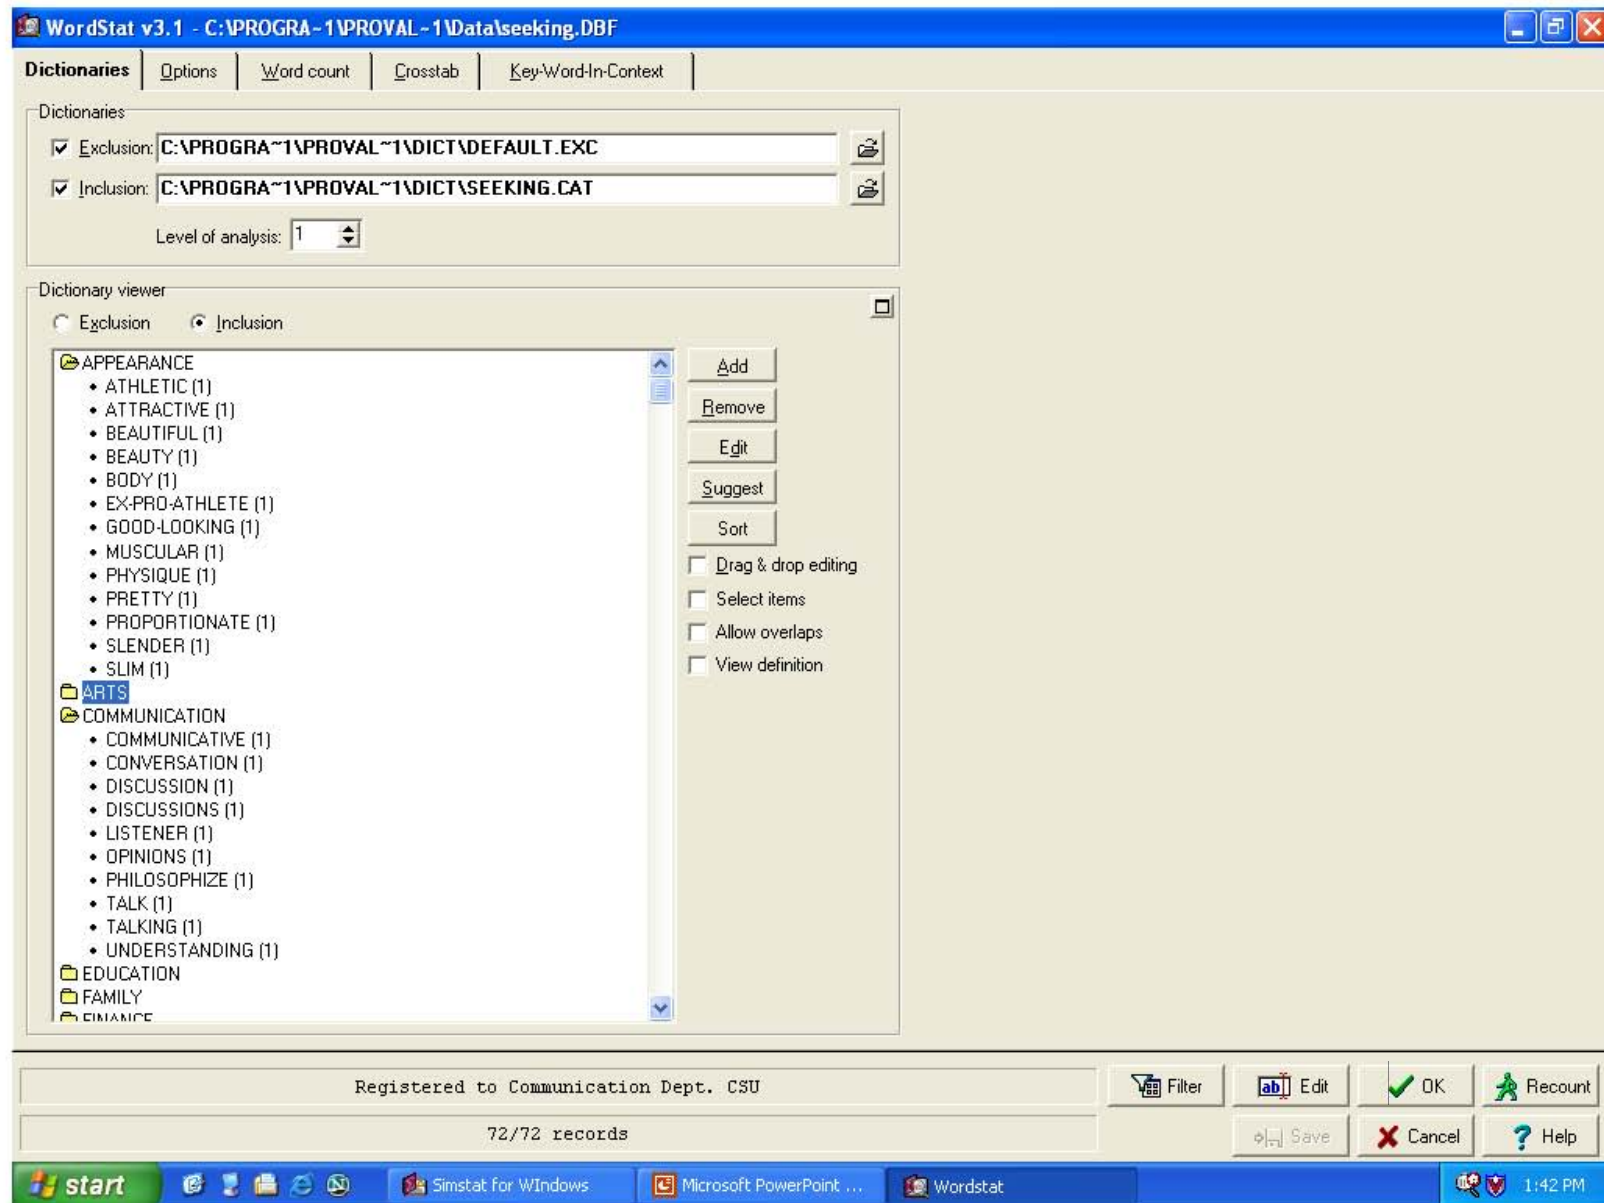 WordStat v3.1 - C:\PROGRA~1\PROVAL~1\Data\seeking.DBF
Dictionaries Options Word count Crosstab Key-Word-In-Context
Dictionaries
Exclusion: C:\PROGRA~1\PROVAL~1\DICT\DEFAULT.EXC
Inclusion: C:\PROGRA~1\PROVAL~1\DICT\SEEKING.CAT
Level of analysis: 1
Dictionary viewer
Exclusion Inclusion
APPEARANCE
ATHLETIC (1)
ATTRACTIVE (1)
BEAUTIFUL (1)
BEAUTY (1)
BODY (1)
EX-PRO-ATHLETE (1)
GOOD-LOOKING (1)
MUSCULAR (1)
PHYSIQUE (1)
PRETTY (1)
PROPORTIONATE (1)
SLENDER (1)
SLIM (1)
ARTS
COMMUNICATION
COMMUNICATIVE (1)
CONVERSATION (1)
DISCUSSION (1)
DISCUSSIONS (1)
LISTENER (1)
OPINIONS (1)
PHILOSOPHIZE (1)
TALK (1)
TALKING (1)
UNDERSTANDING (1)
EDUCATION
FAMILY
FINANCE
Add
Remove
Edit
Suggest
Sort
Drag & drop editing
Select items
Allow overlaps
View definition
Registered to Communication Dept. CSU
72/72 records
Filter Edit OK Recount
Save Cancel Help
start Simstat for WIndows Microsoft PowerPoint ... Wordstat 1:42 PM